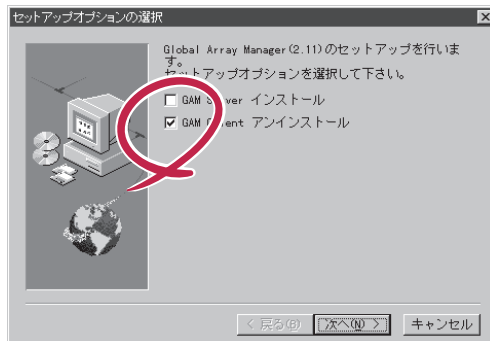 セットアップオプションの選択
Global Array Manager(2.11)のセットアップを行いま
す。
セットアップオプションを選択して下さい。
GAM インストール
GAM アンインストール
< 戻る(B)
次へ(N) >
キャンセル